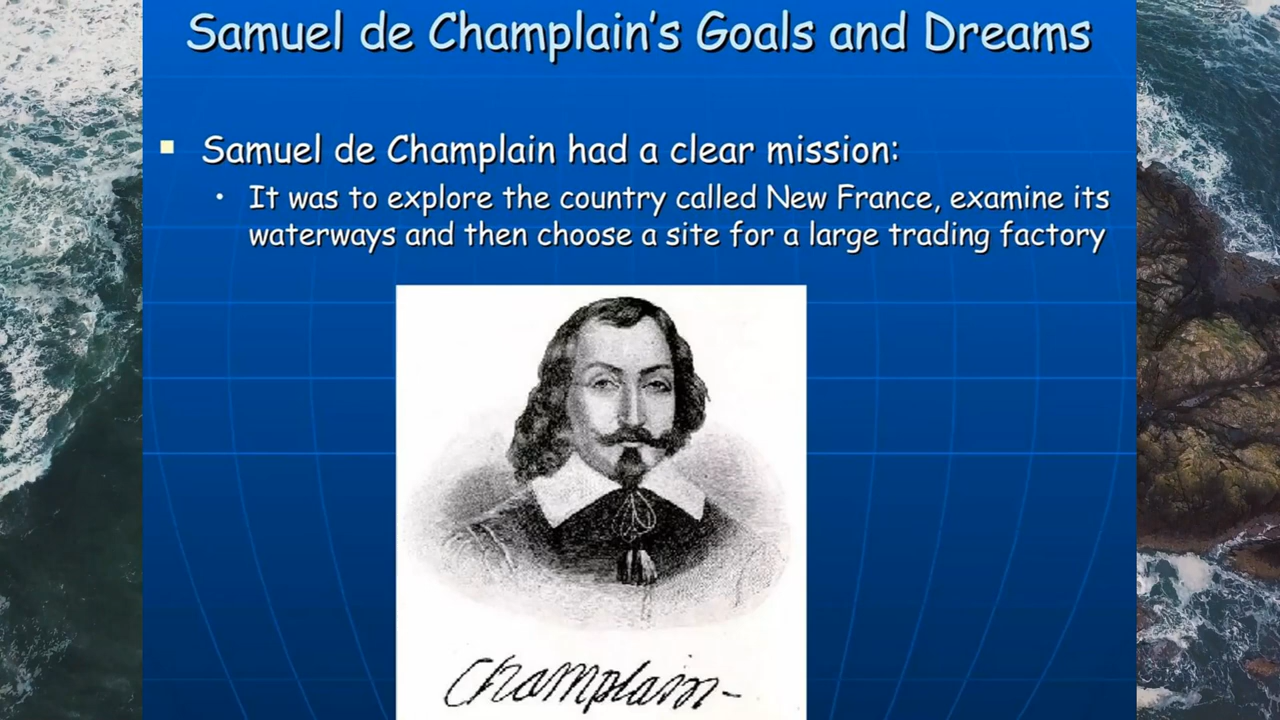 Samuel de Champlain's Goals and Dreams
Samuel de Champlain had a clear mission:
It was to explore the country called New France, examine its
waterways and then choose a site for a large trading factory
Champlain